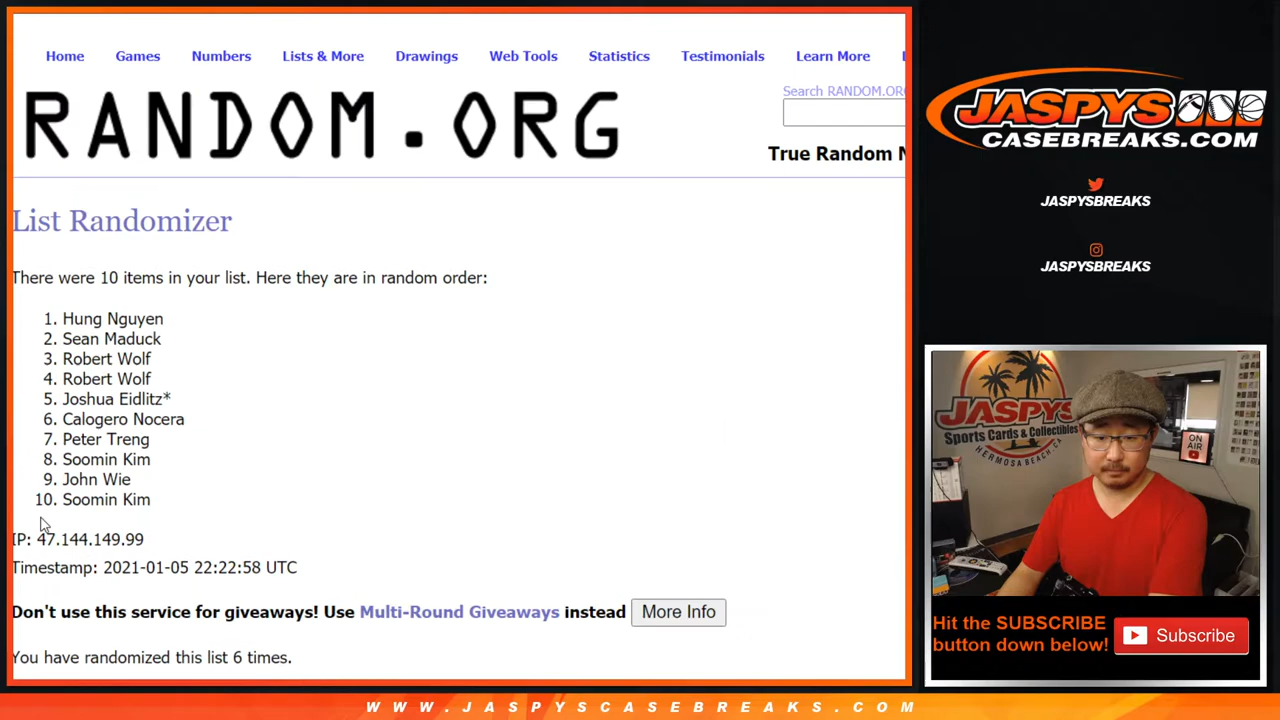 Home Games Numbers Lists & More Drawings Web Tools Statistics Testimonials Learn More
RANDOM.ORG
Search RANDOM.OR
True Random N
List Randomizer
There were 10 items in your list. Here they are in random order:
1. Hung Nguyen
2. Sean Maduck
3. Robert Wolf
4. Robert Wolf
5. Joshua Eidlitz*
6. Calogero Nocera
7. Peter Treng
8. Soomin Kim
9. John Wie
10. Soomin Kim
IP: 47.144.149.99
Timestamp: 2021-01-05 22:22:58 UTC
Don't use this service for giveaways! Use Multi-Round Giveaways instead More Info
You have randomized this list 6 times.
JASPYS
CASEBREAKS.COM
JASPYSBREAKS
JASPYSBREAKS
JASPYS
Sports Cards & Collectibles
HERMOSA BEACH, CA
ON AIR
Hit the SUBSCRIBE
button down below!
Subscribe
WWW.JASPYSCASEBREAKS.COM